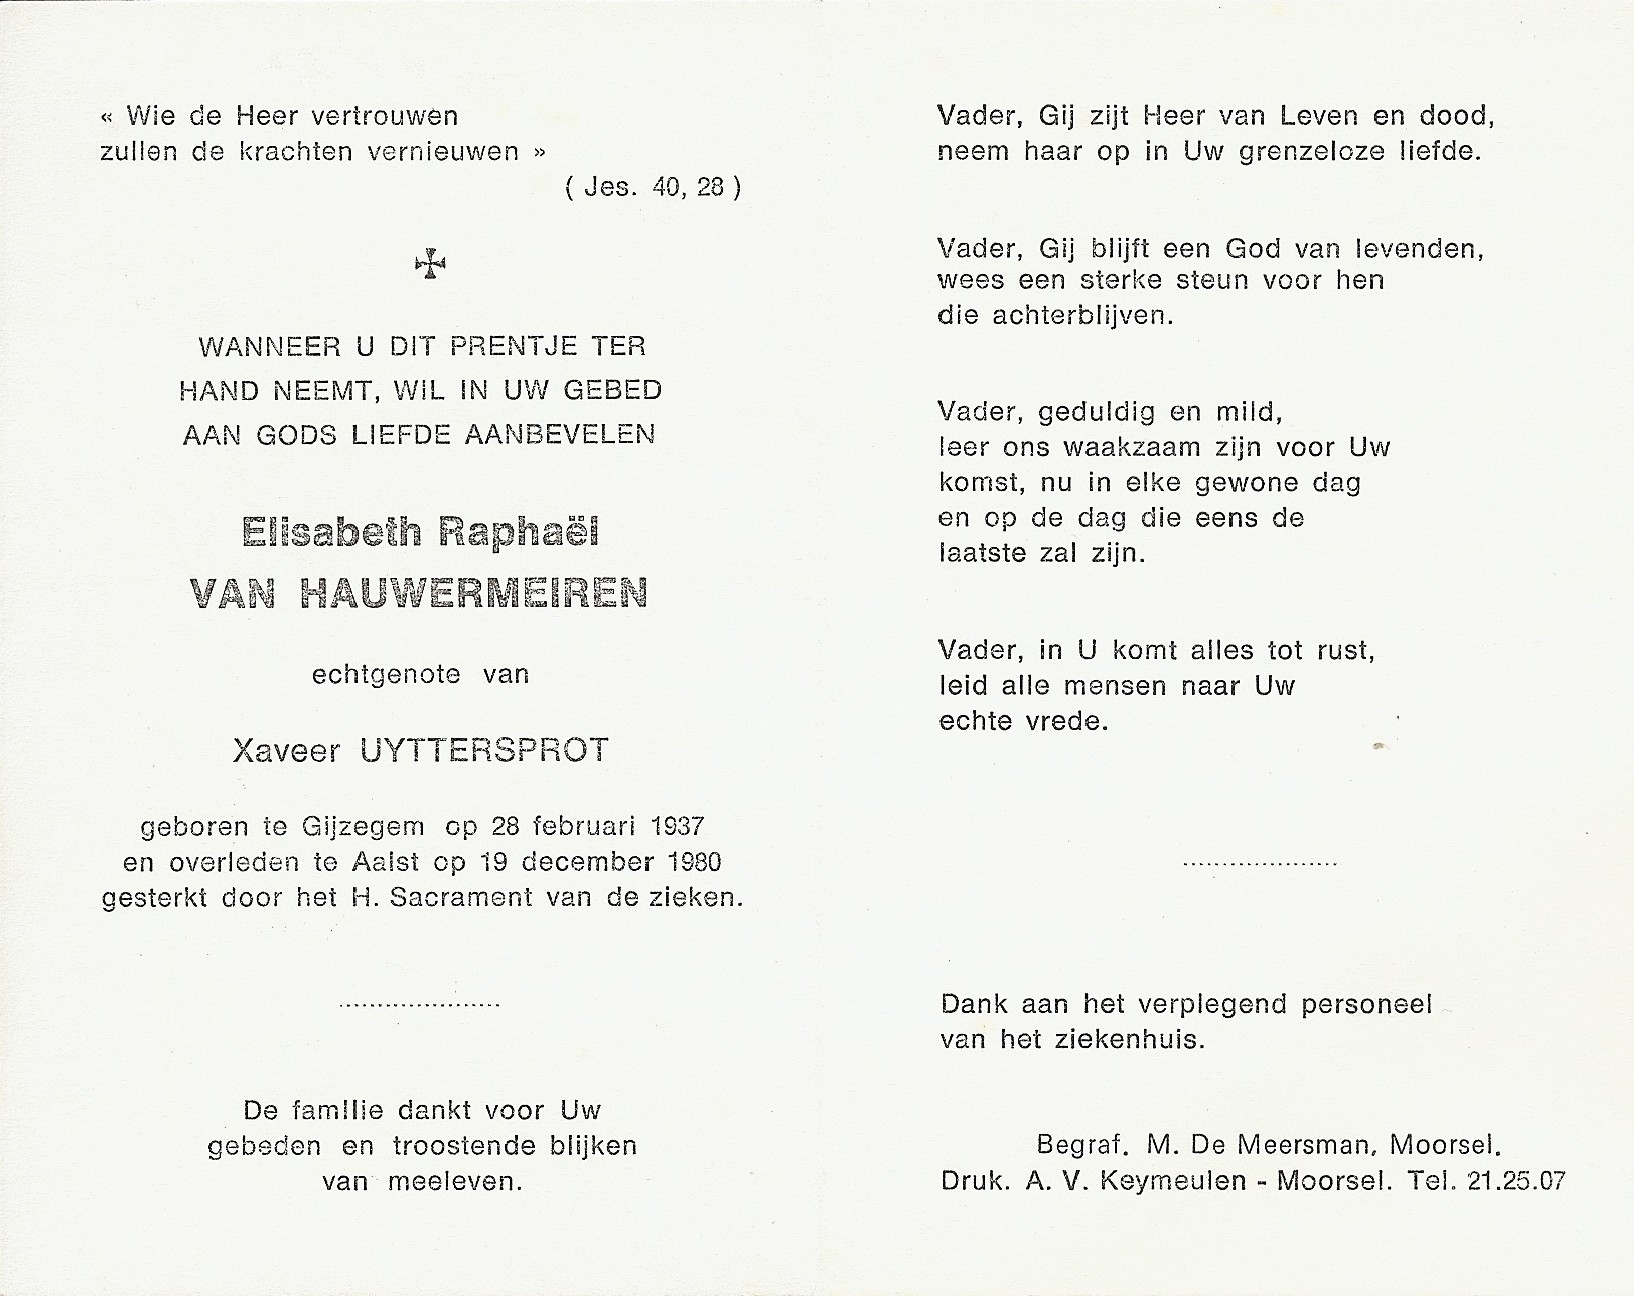 « Wie de Heer vertrouwen
zullen de krachten vernieuwen »
( Jes. 40, 28 )
WANNEER U DIT PRENTJE TER
HAND NEEMT, WIL IN UW GEBED
AAN GODS LIEFDE AANBEVELEN
Elisabeth Raphaël
VAN HAUWERMEIREN
echtgenote van
Xaveer UYTTERSPROT
geboren te Gijzegem op 28 februari 1937
en overleden te Aalst op 19 december 1980
gesterkt door het H. Sacrament van de zieken.
.....................
De familie dankt voor Uw
gebeden en troostende blijken
van meeleven.
Vader, Gij zijt Heer van Leven en dood,
neem haar op in Uw grenzeloze liefde.
Vader, Gij blijft een God van levenden,
wees een sterke steun voor hen
die achterblijven.
Vader, geduldig en mild,
leer ons waakzaam zijn voor Uw
komst, nu in elke gewone dag
en op de dag die eens de
laatste zal zijn.
Vader, in U komt alles tot rust,
leid alle mensen naar Uw
echte vrede.
....................
Dank aan het verplegend personeel
van het ziekenhuis.
Begraf. M. De Meersman, Moorsel.
Druk. A. V. Keymeulen - Moorsel. Tel. 21.25.07